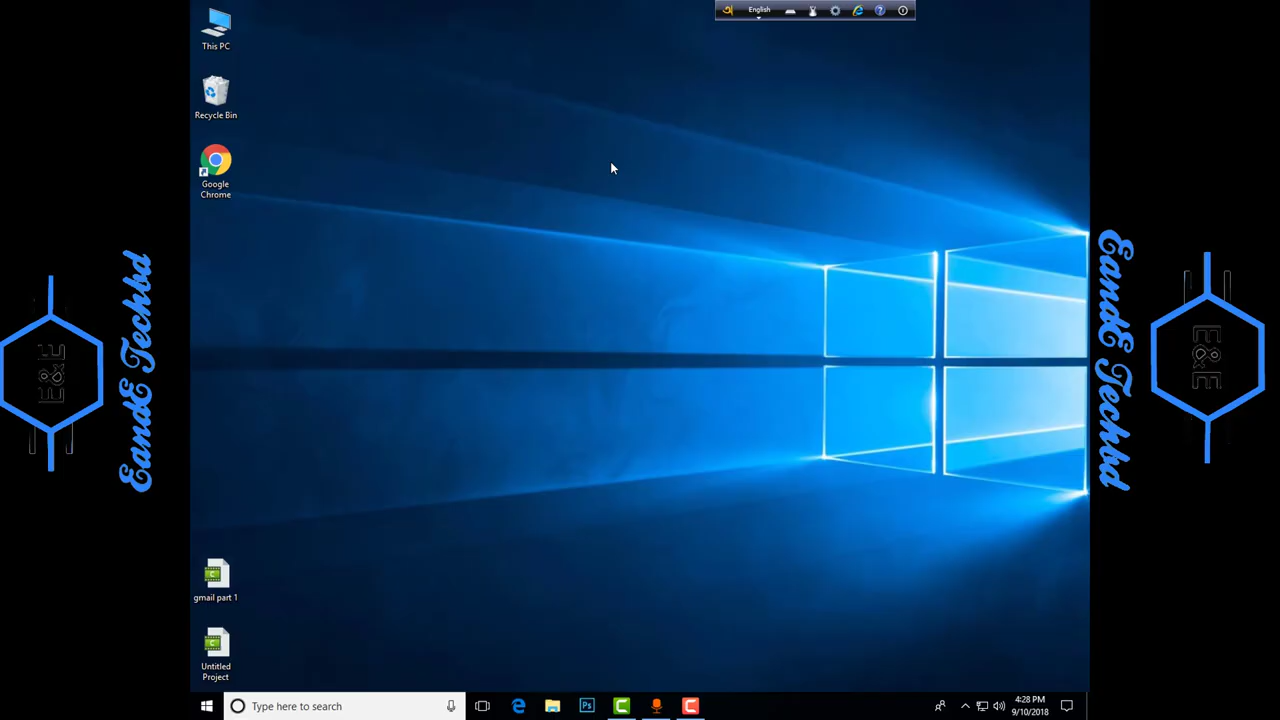 English
This PC
Recycle Bin
Google
Chrome
gmail part 1
Untitled
Project
EandE Techbd
E&E
EandE Techbd
E&E
Type here to search
Ps
4:28 PM
9/10/2018